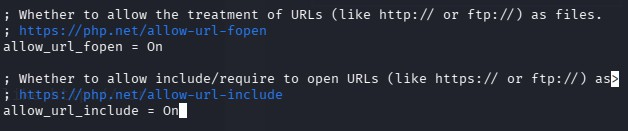 ; Whether to allow the treatment of URLs (like http:// or ftp://) as files.
; https://php.net/allow-url-fopen
allow_url_fopen = On
; Whether to allow include/require to open URLs (like https:// or ftp://) as>
; https://php.net/allow-url-include
allow_url_include = On